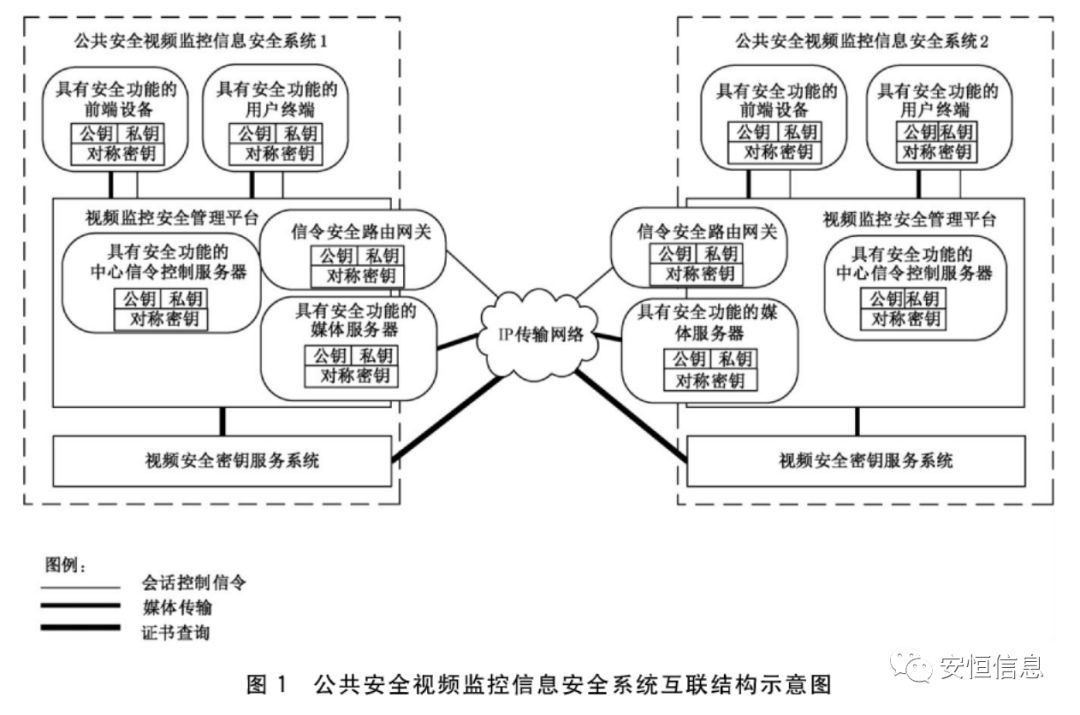 公共安全视频监控信息安全系统1
具有安全功能的
前端设备
公钥 私钥
对称密钥
具有安全功能的
用户终端
公钥 私钥
对称密钥
视频监控安全管理平台
具有安全功能的
中心信令控制服务器
公钥 私钥
对称密钥
信令安全路由网关
公钥 私钥
对称密钥
具有安全功能的
媒体服务器
公钥 私钥
对称密钥
视频安全密钥服务系统
IP传输网络
公共安全视频监控信息安全系统2
具有安全功能的
前端设备
公钥 私钥
对称密钥
具有安全功能的
用户终端
公钥 私钥
对称密钥
信令安全路由网关
公钥 私钥
对称密钥
具有安全功能的媒
体服务器
公钥 私钥
对称密钥
视频监控安全管理平台
具有安全功能的
中心信令控制服务器
公钥 私钥
对称密钥
视频安全密钥服务系统
图例：
会话控制信令
媒体传输
证书查询
安恒信息
图 1 公共安全视频监控信息安全系统互联结构示意图